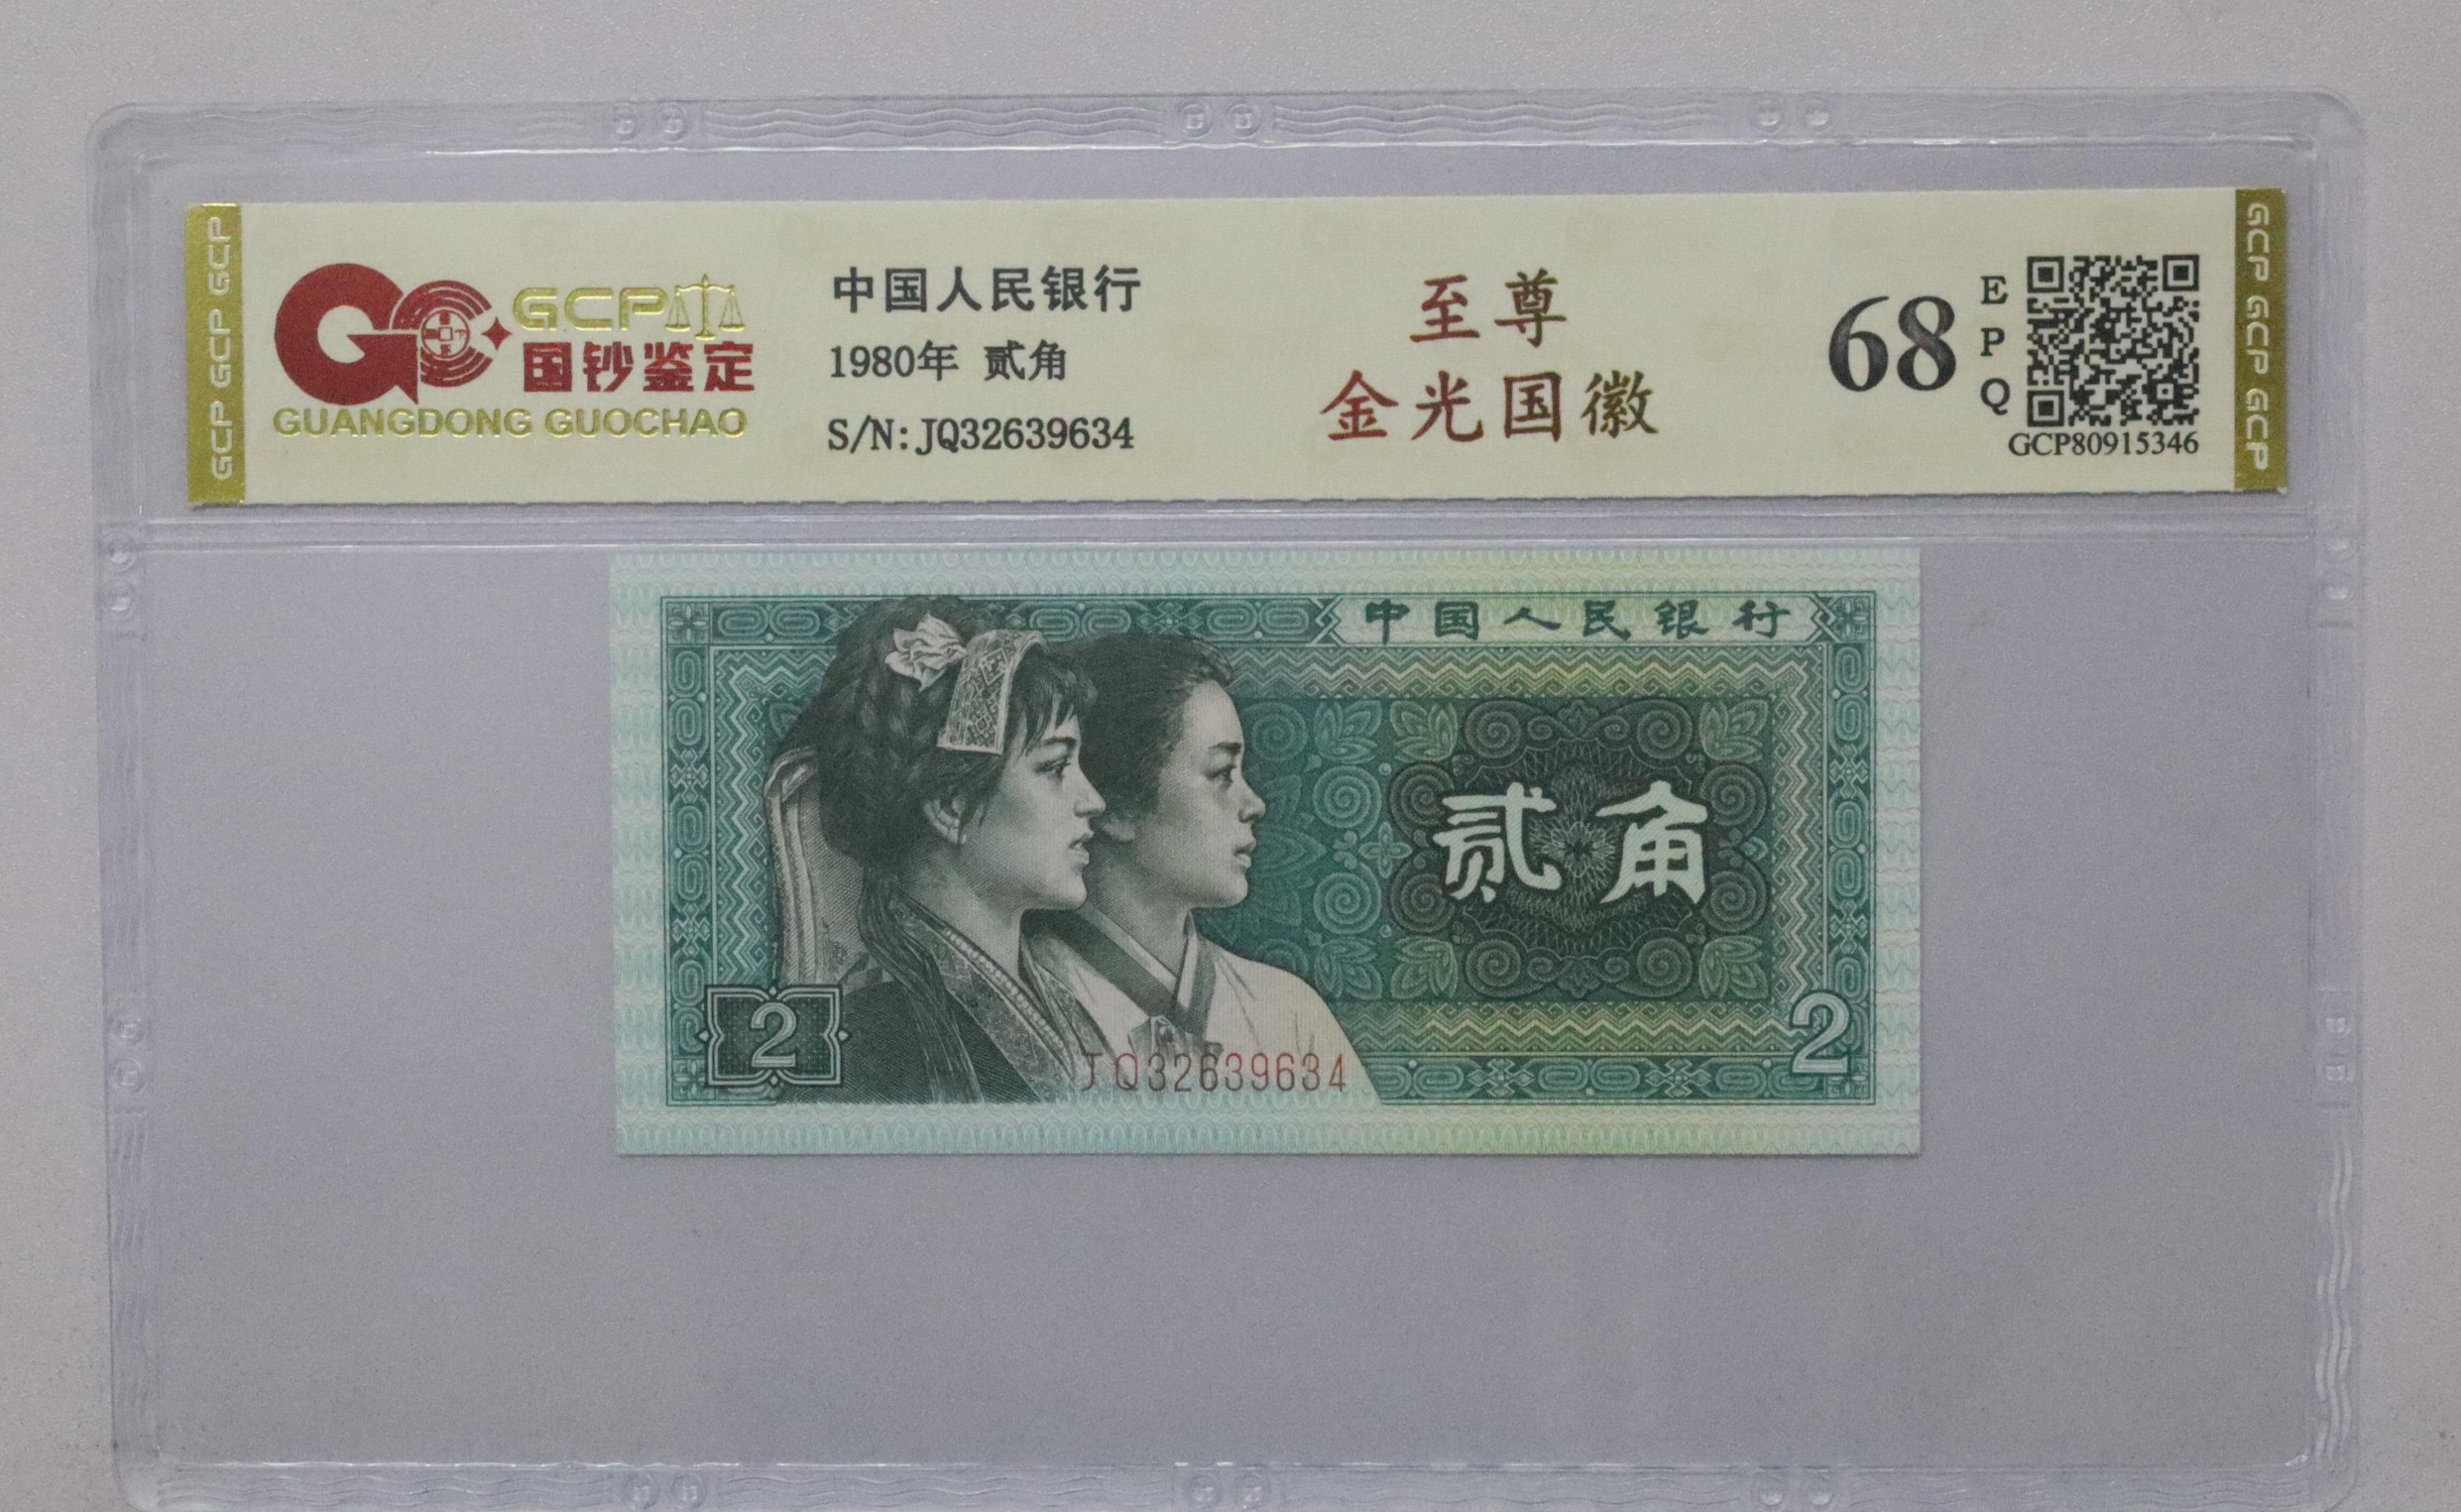 GCP GCP GCP
GCP
国钞鉴定
GUANGDONG GUOCHAO
中国人民银行
1980年 贰角
S/N: JQ32639634
至尊
金光国徽
68
E
P
Q
GCP80915346
GCP GCP GCP
中国人民银行
贰角
2
JQ32639634
2